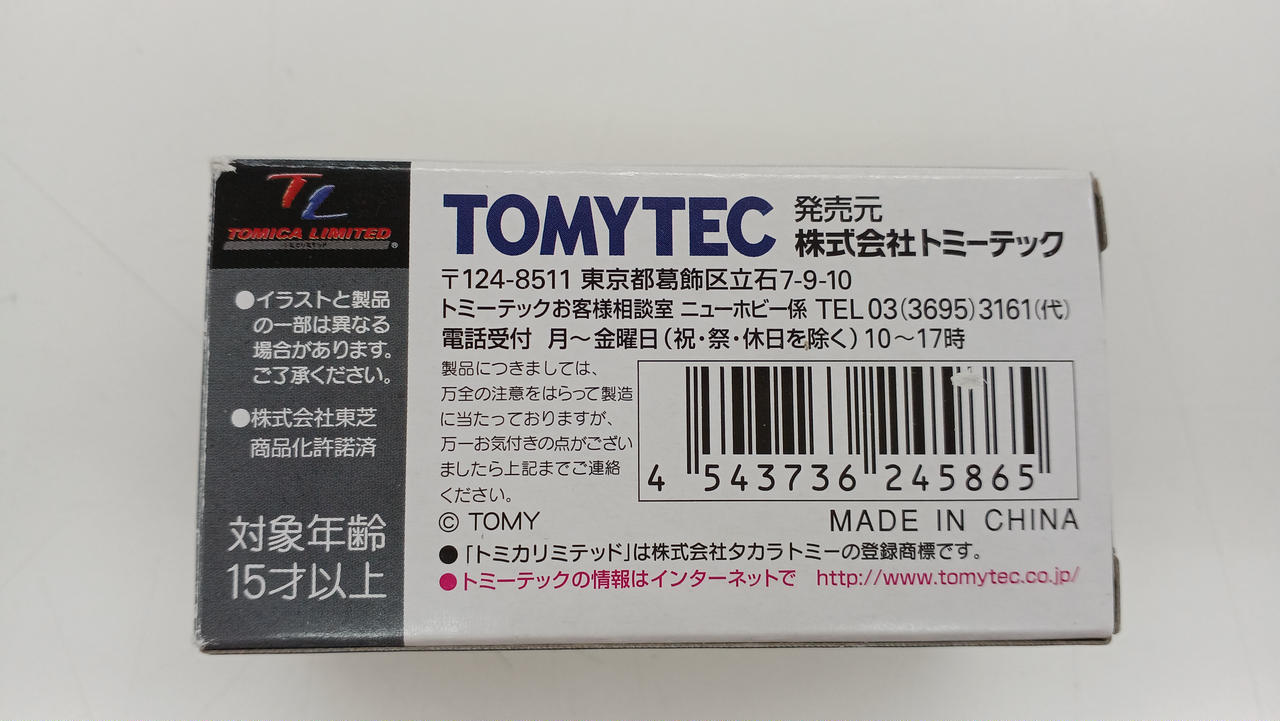 TL
TOMICA LIMITED
®
●イラストと製品
の一部は異なる
場合があります。
ご了承ください。
●株式会社東芝
商品化許諾済
対象年齢
15才以上
TOMYTEC 発売元
株式会社トミーテック
〒124-8511 東京都葛飾区立石7-9-10
トミーテックお客様相談室 ニューホビー係 TEL 03(3695)3161(代)
電話受付 月～金曜日(祝・祭・休日を除く)10～17時
製品につきましては、
万全の注意をはらって製造
に当たっておりますが、
万一お気付きの点がござい
ましたら上記までご連絡
ください。
4 543736 245865
© TOMY
MADE IN CHINA
●「トミカリミテッド」は株式会社タカラトミーの登録商標です。
●トミーテックの情報はインターネットで http://www.tomytec.co.jp/